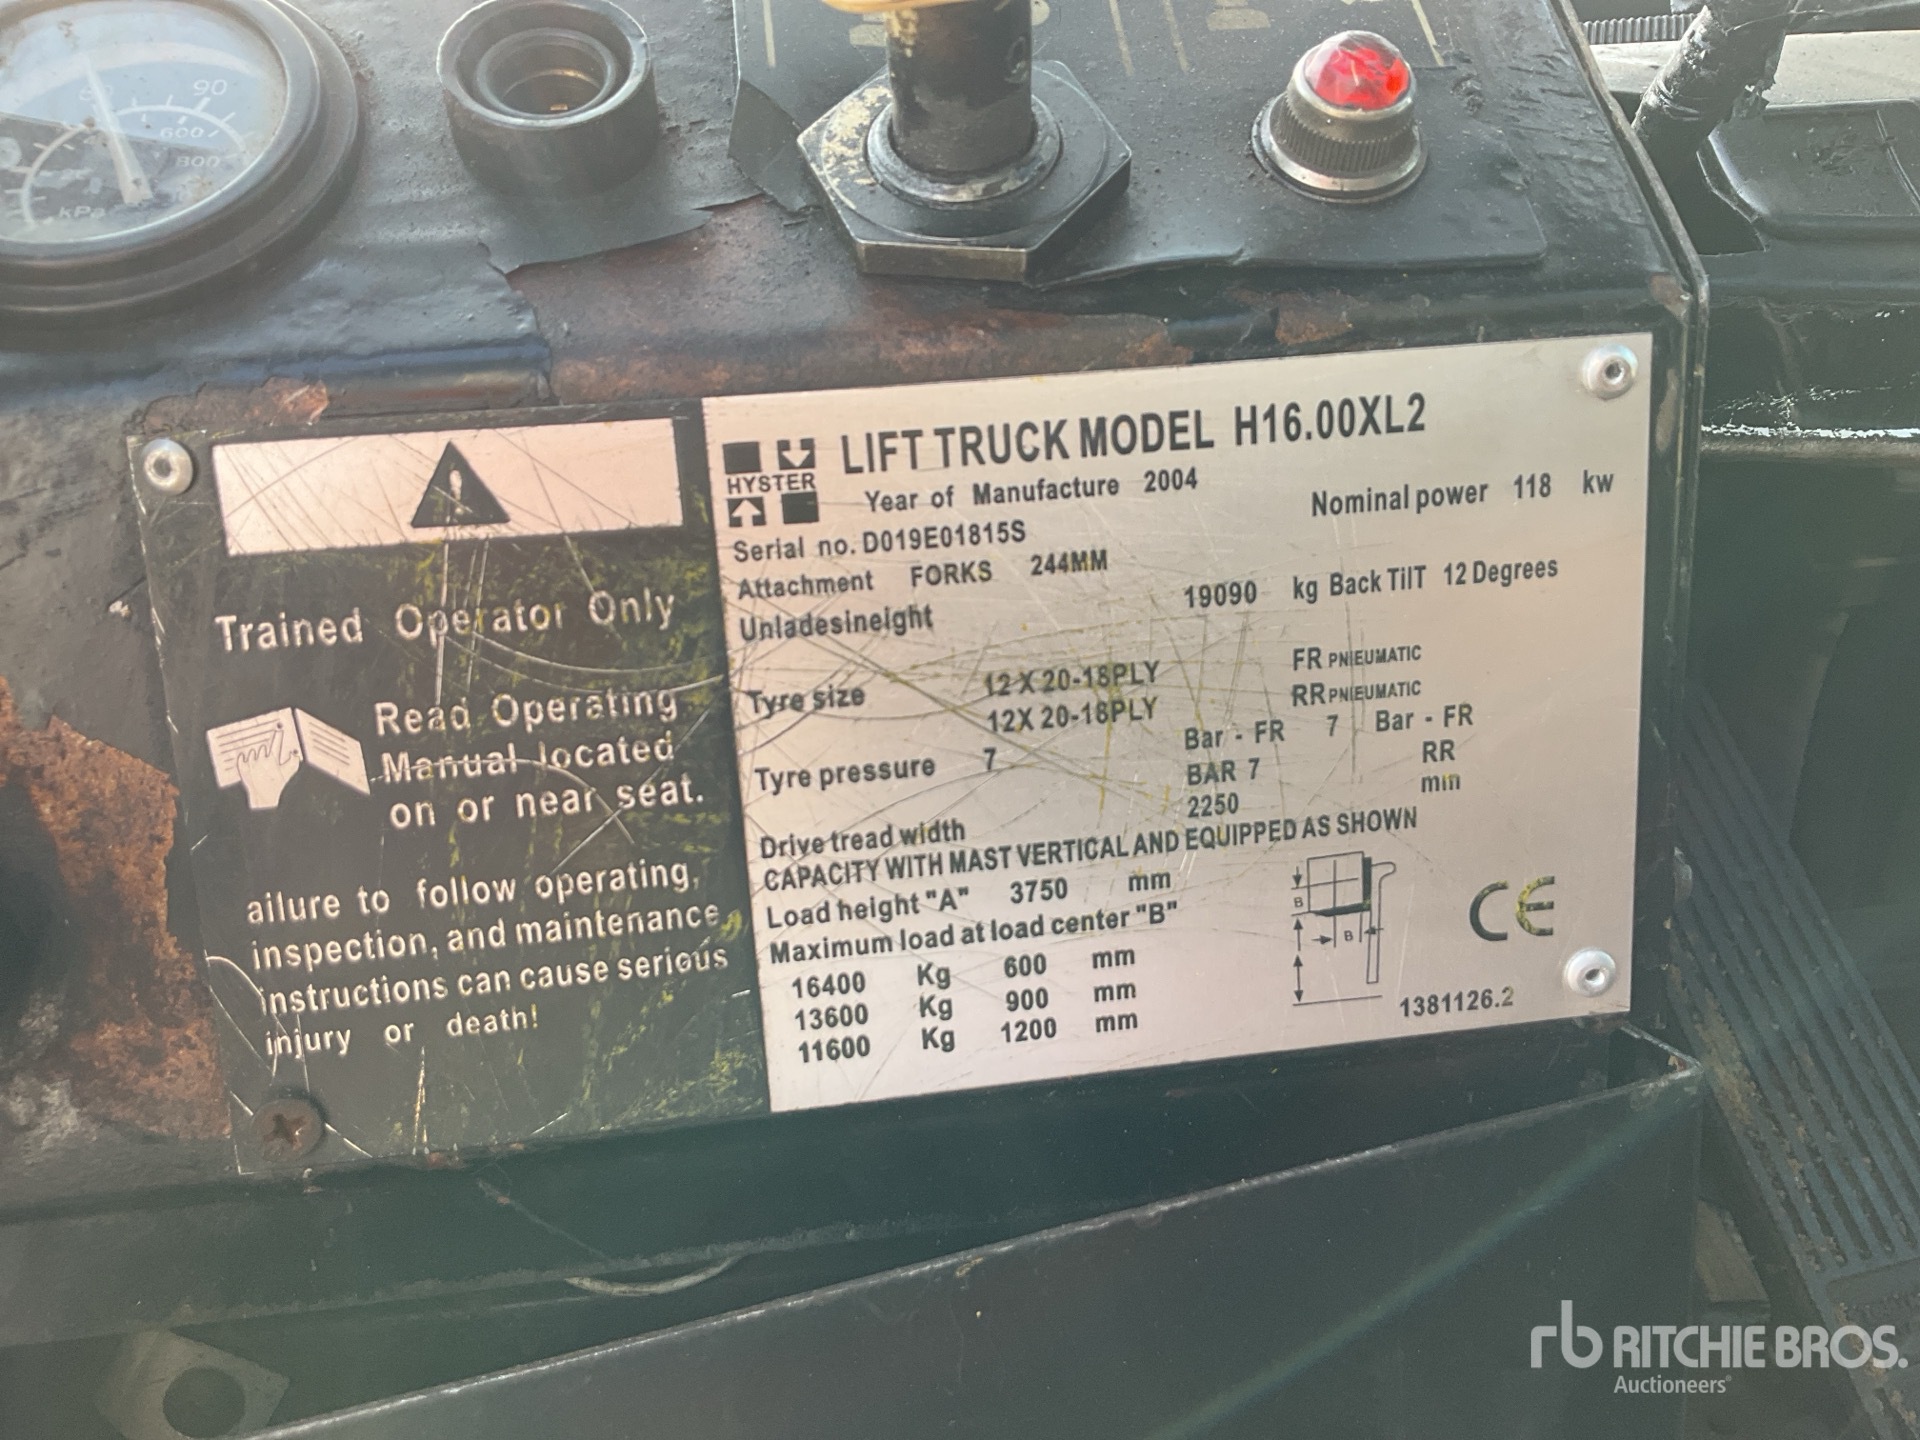 80 90
600
800
kPa
Trained Operator Only
Read Operating
Manual located
on or near seat.
ailure to follow operating,
inspection, and maintenance
instructions can cause serious
injury or death!
HYSTER
LIFT TRUCK MODEL H16.00XL2
Year of Manufacture 2004 Nominal power 118 kw
Serial no. D019E01815S
Attachment FORKS 244MM
Unladesineight 19090 kg Back TilT 12 Degrees
Tyre size 12 X 20-18PLY FR PNIEUMATIC
12X 20-18PLY RR PNIEUMATIC
Tyre pressure 7 Bar - FR 7 Bar - FR
BAR 7 RR
Drive tread width 2250 min
CAPACITY WITH MAST VERTICAL AND EQUIPPED AS SHOWN
Load height "A" 3750 mm
Maximum load at load center "B"
16400 Kg 600 mm
13600 Kg 900 mm
11600 Kg 1200 mm
B
B
CE
1381126.2
rb RITCHIE BROS.
Auctioneers